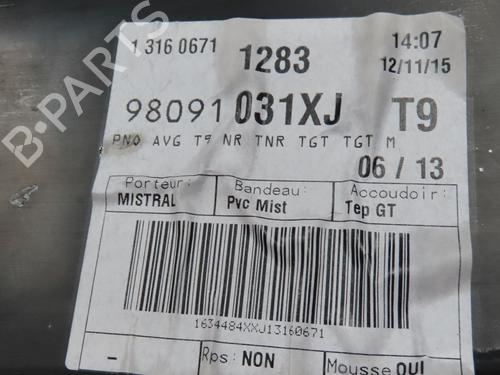 1.3160 0671 1283 14:07
12/11/15
98091 031XJ T9
PNO AVG T9 NR TNR TGT TGT M
06 / 13
Porteur: Bandeau: Accoudoir:
MISTRAL Pvc Mist Tep GT
1634484XXJ13160671
- Rps: NON Mousse OUI
B-PARTS